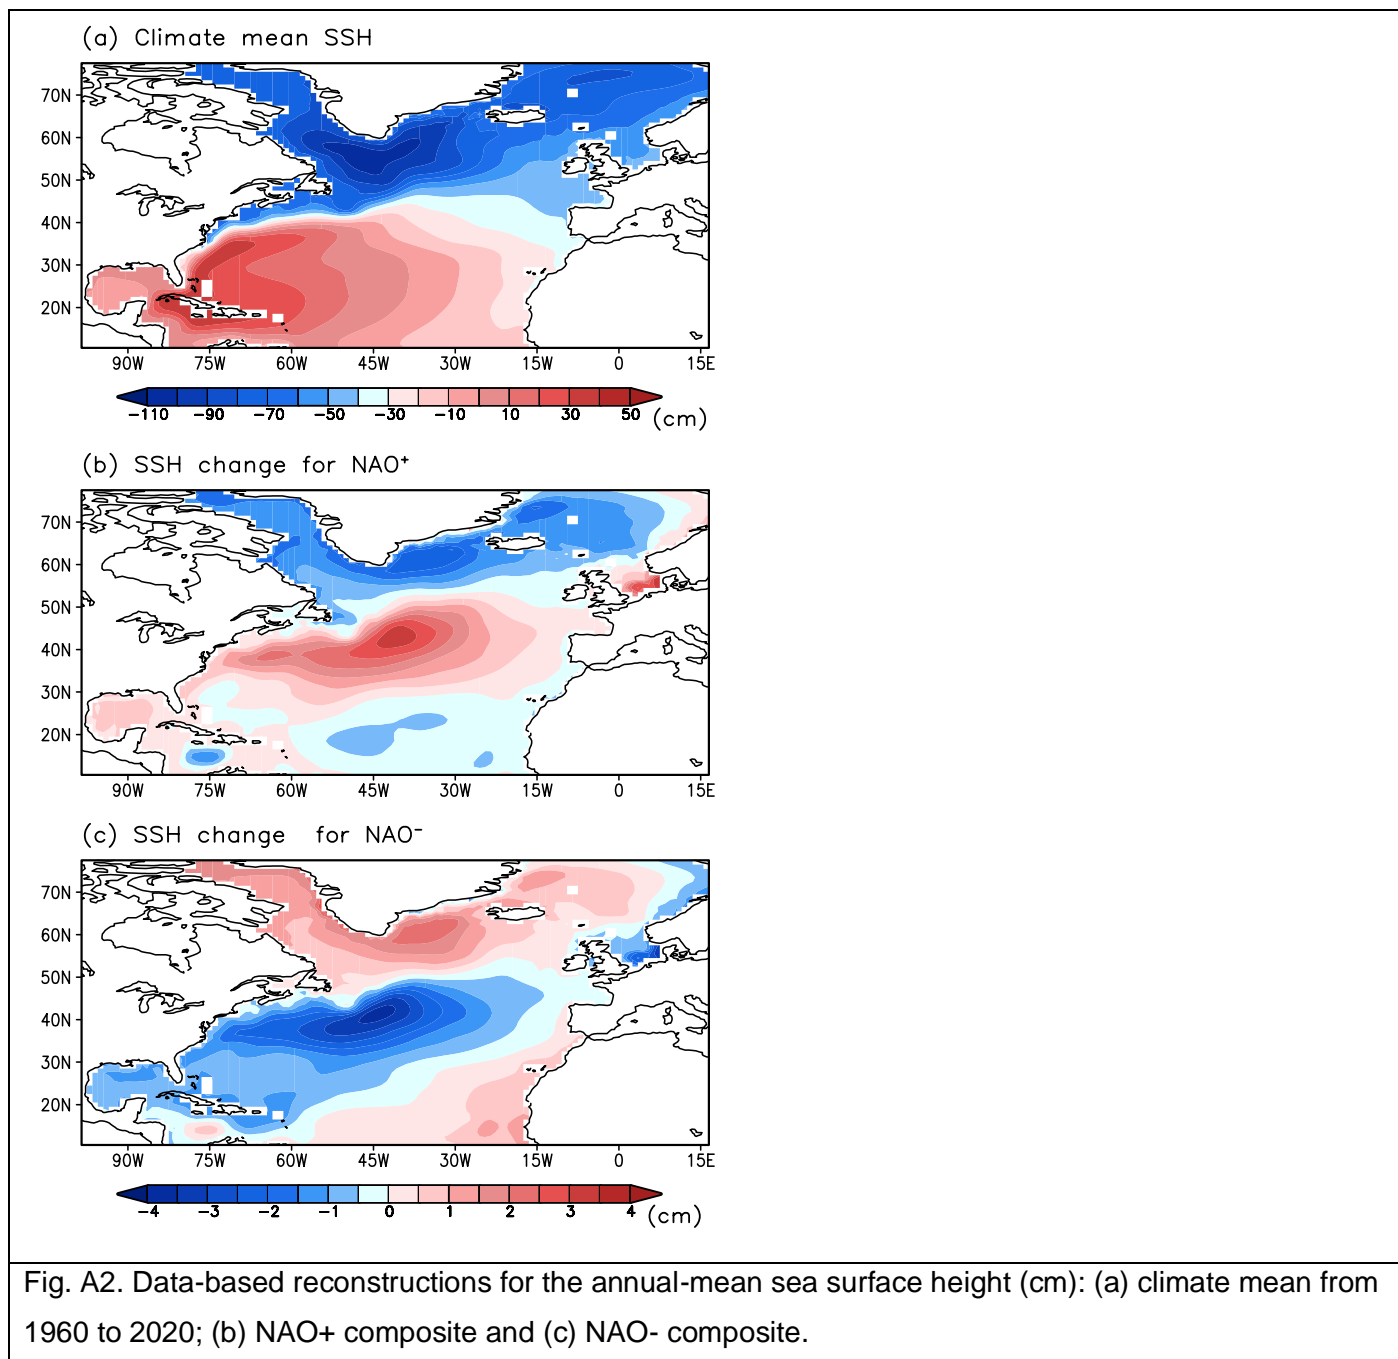 (a) Climate mean SSH
70N
60N
50N
40N
30N
20N
90W 75W 60W 45W 30W 15W 0 15E
-110 -90 -70 -50 -30 -10 10 30 50 (cm)
(b) SSH change for NAO⁺
70N
60N
50N
40N
30N
20N
90W 75W 60W 45W 30W 15W 0 15E
(c) SSH change for NAO⁻
70N
60N
50N
40N
30N
20N
90W 75W 60W 45W 30W 15W 0 15E
-4 -3 -2 -1 0 1 2 3 4 (cm)
Fig. A2. Data-based reconstructions for the annual-mean sea surface height (cm): (a) climate mean from
1960 to 2020; (b) NAO+ composite and (c) NAO- composite.